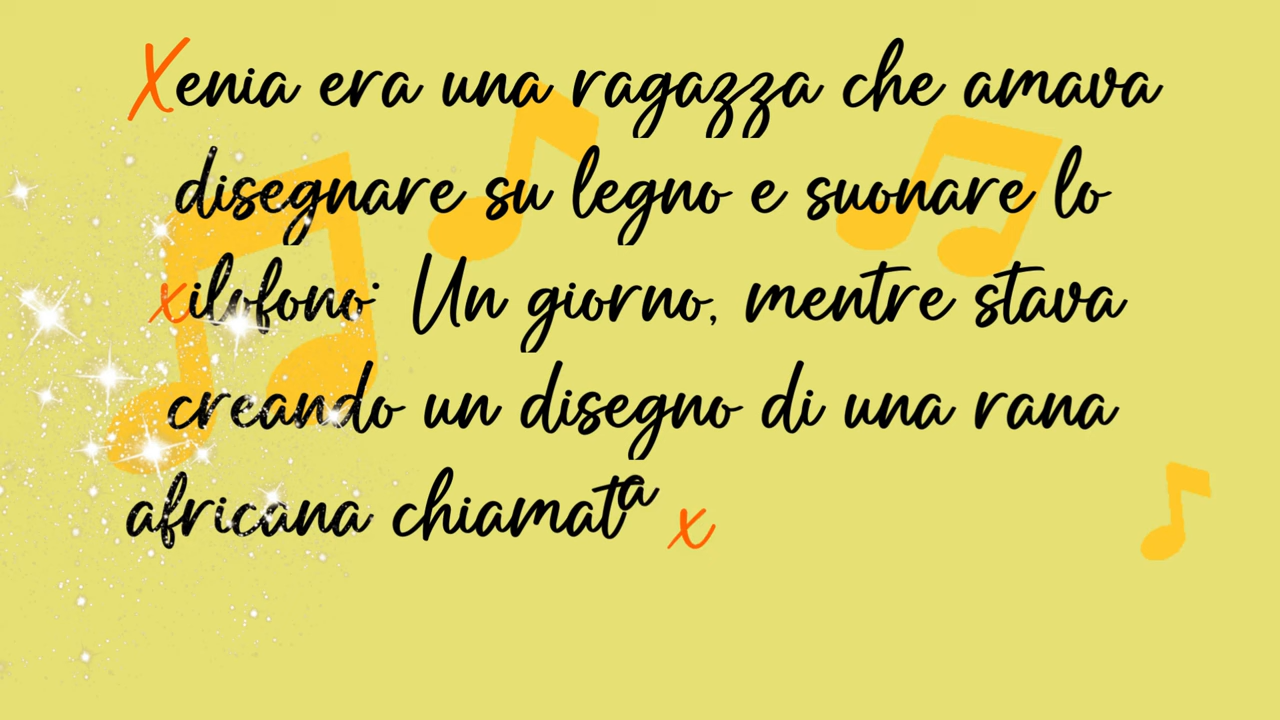 Xenia era una ragazza che amava
disegnare su legno e suonare lo
xilofono. Un giorno, mentre stava
creando un disegno di una rana
africana chiamata x